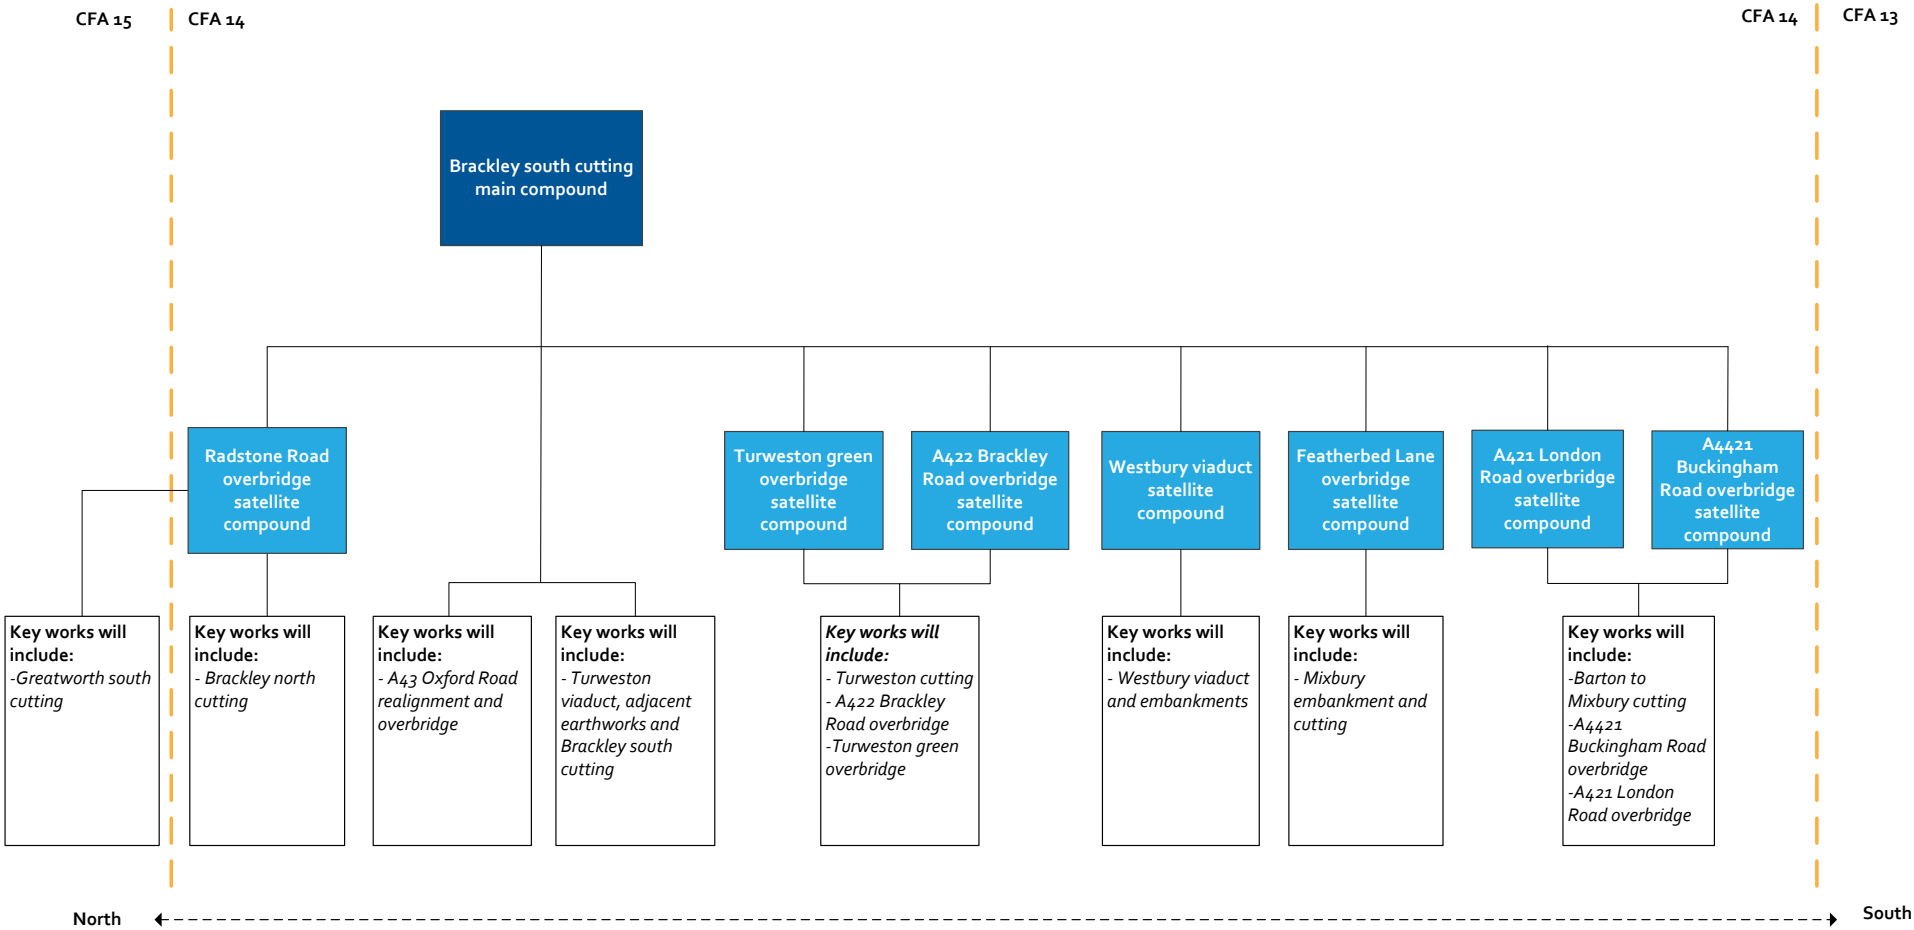 CFA 15
CFA 14
CFA 14
CFA 13
Brackley south cutting
main compound
Radstone Road
overbridge
satellite
compound
Turweston green
overbridge
satellite
compound
A422 Brackley
Road overbridge
satellite
compound
Westbury viaduct
satellite
compound
Featherbed Lane
overbridge
satellite
compound
A421 London
Road overbridge
satellite
compound
A4421
Buckingham
Road overbridge
satellite
compound
Key works will
include:
-Greatworth south
cutting
Key works will
include:
- Brackley north
cutting
Key works will
include:
- A43 Oxford Road
realignment and
overbridge
Key works will
include:
- Turweston
viaduct, adjacent
earthworks and
Brackley south
cutting
Key works will
include:
- Turweston cutting
- A422 Brackley
Road overbridge
-Turweston green
overbridge
Key works will
include:
- Westbury viaduct
and embankments
Key works will
include:
- Mixbury
embankment and
cutting
Key works will
include:
-Barton to
Mixbury cutting
-A4421
Buckingham Road
overbridge
-A421 London
Road overbridge
North
South